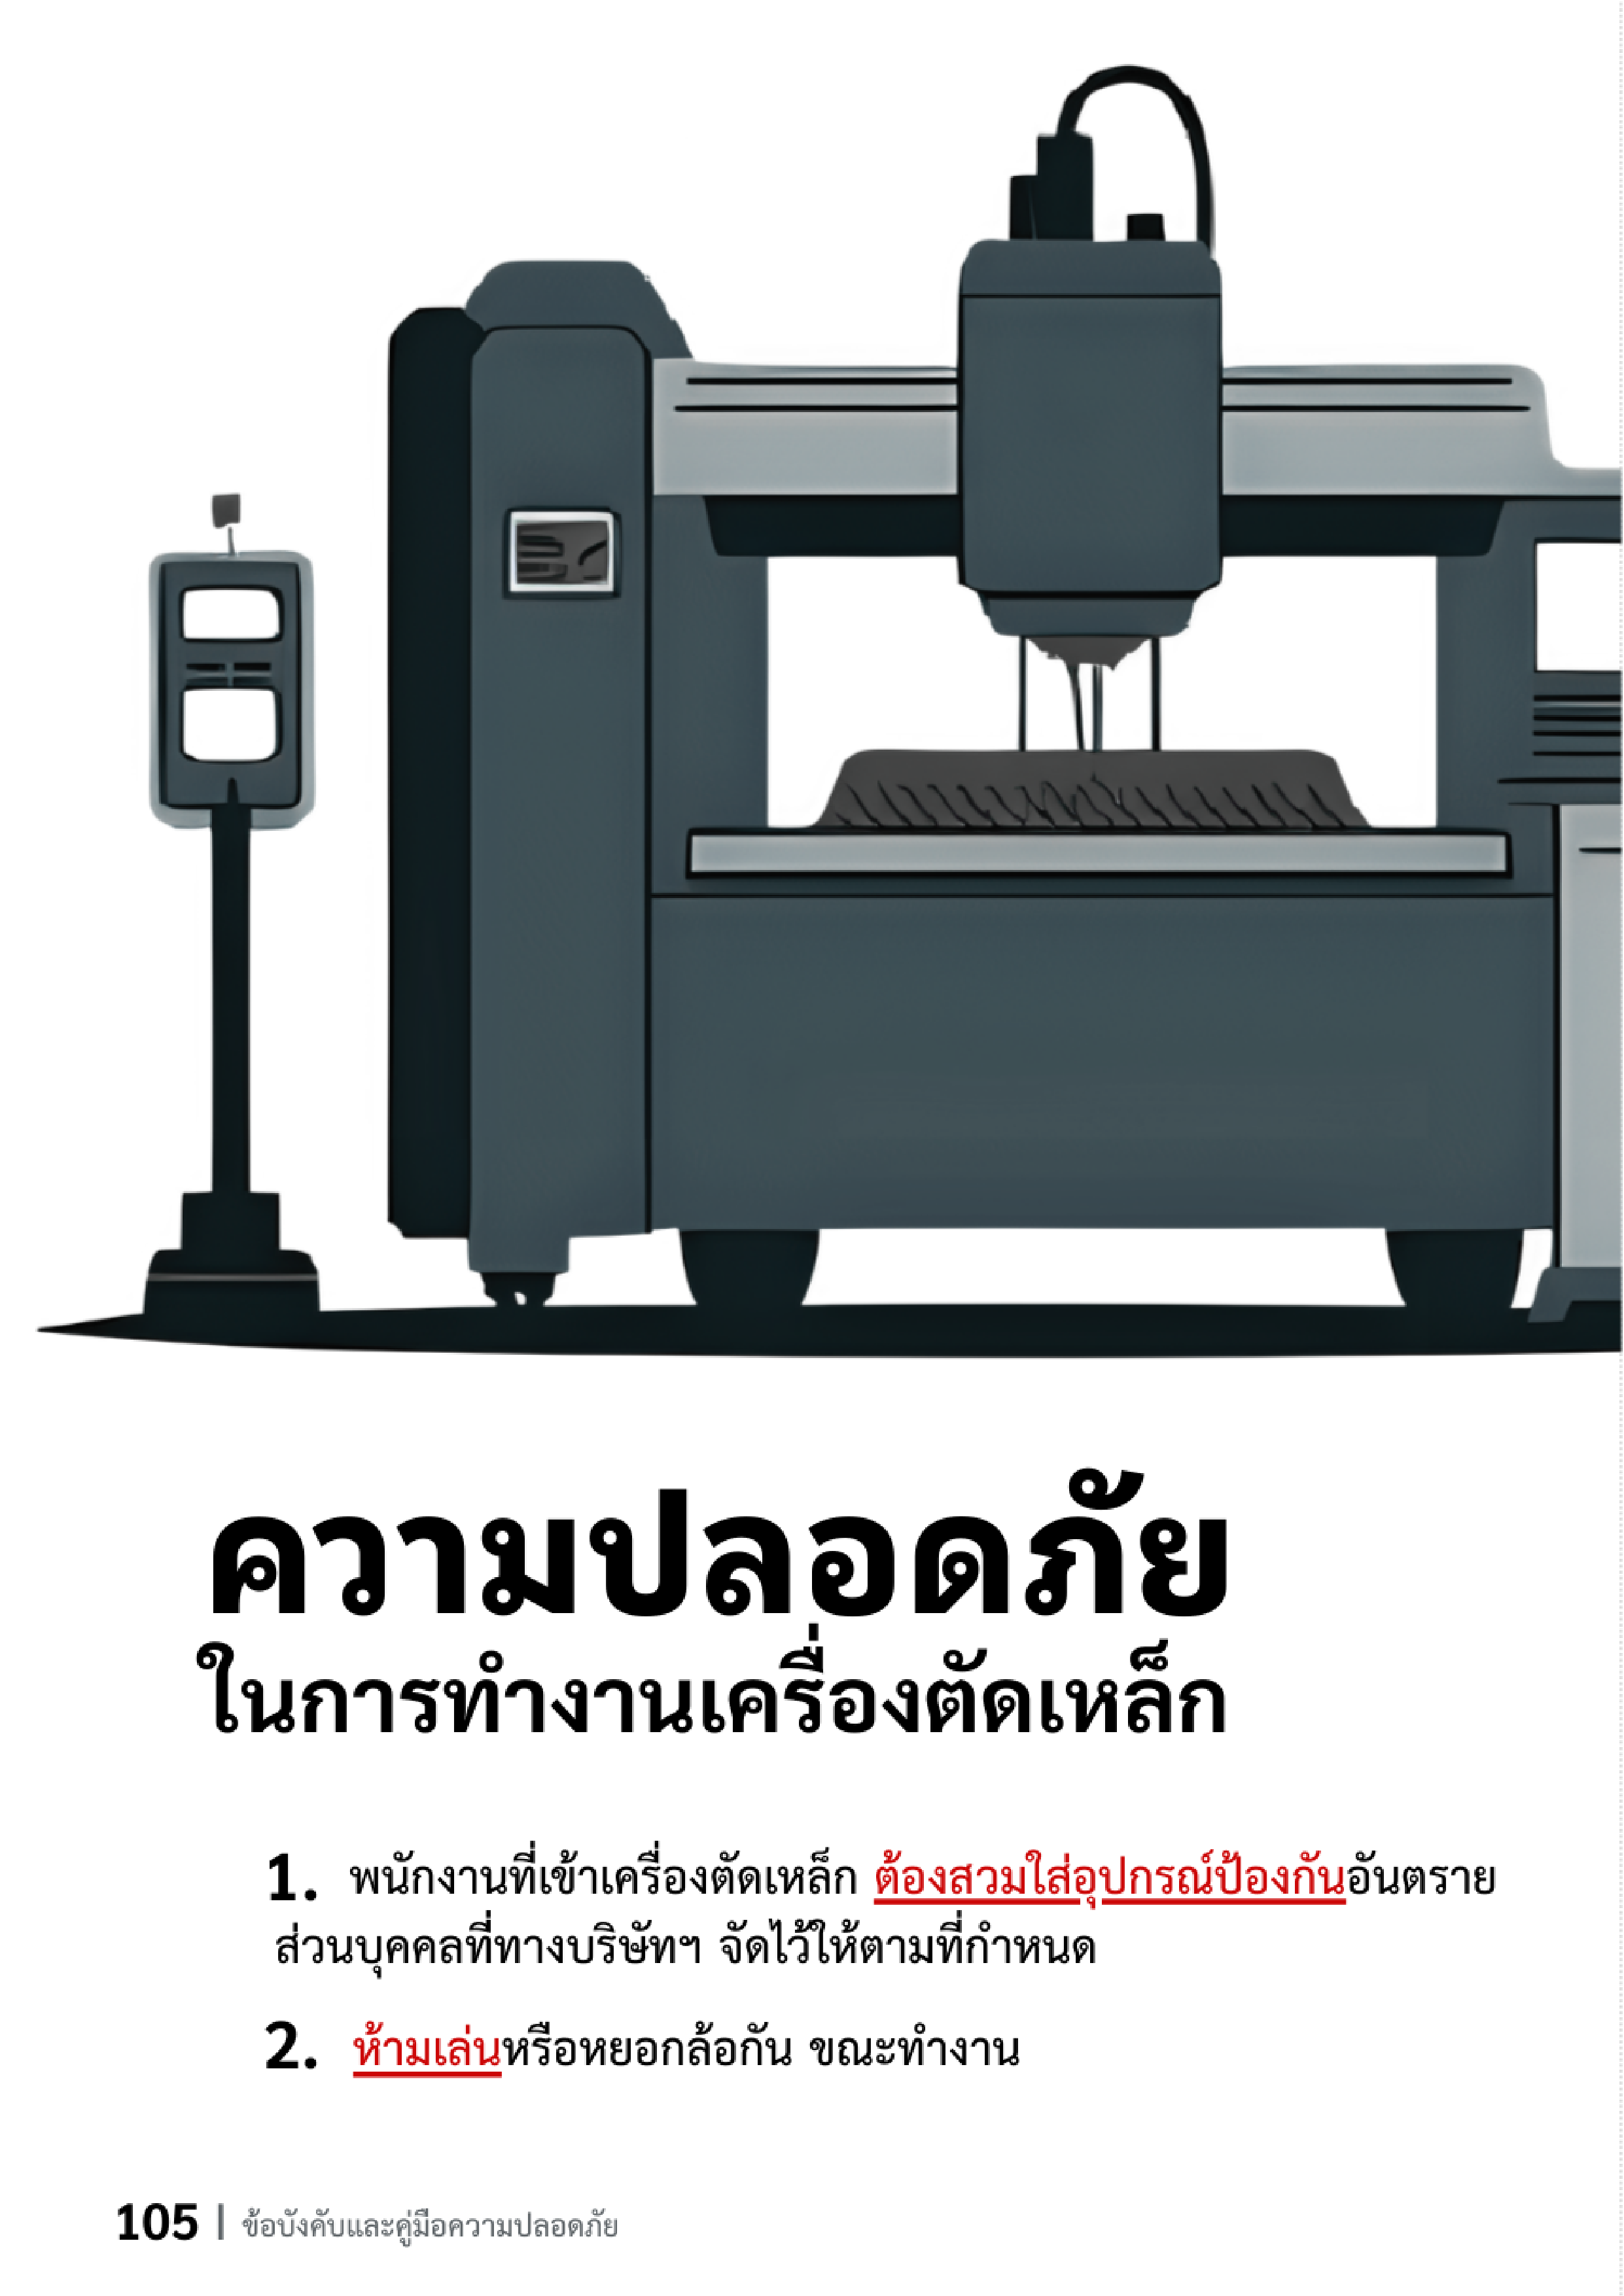 ความปลอดภัย
ในการทำงานเครื่องตัดเหล็ก
1. พนักงานที่เข้าเครื่องตัดเหล็ก ต้องสวมใส่อุปกรณ์ป้องกันอันตราย
ส่วนบุคคลที่ทางบริษัทฯ จัดไว้ให้ตามที่กำหนด
2. ห้ามเล่นหรือหยอกล้อกัน ขณะทำงาน
105 | ข้อบังคับและคู่มือความปลอดภัย